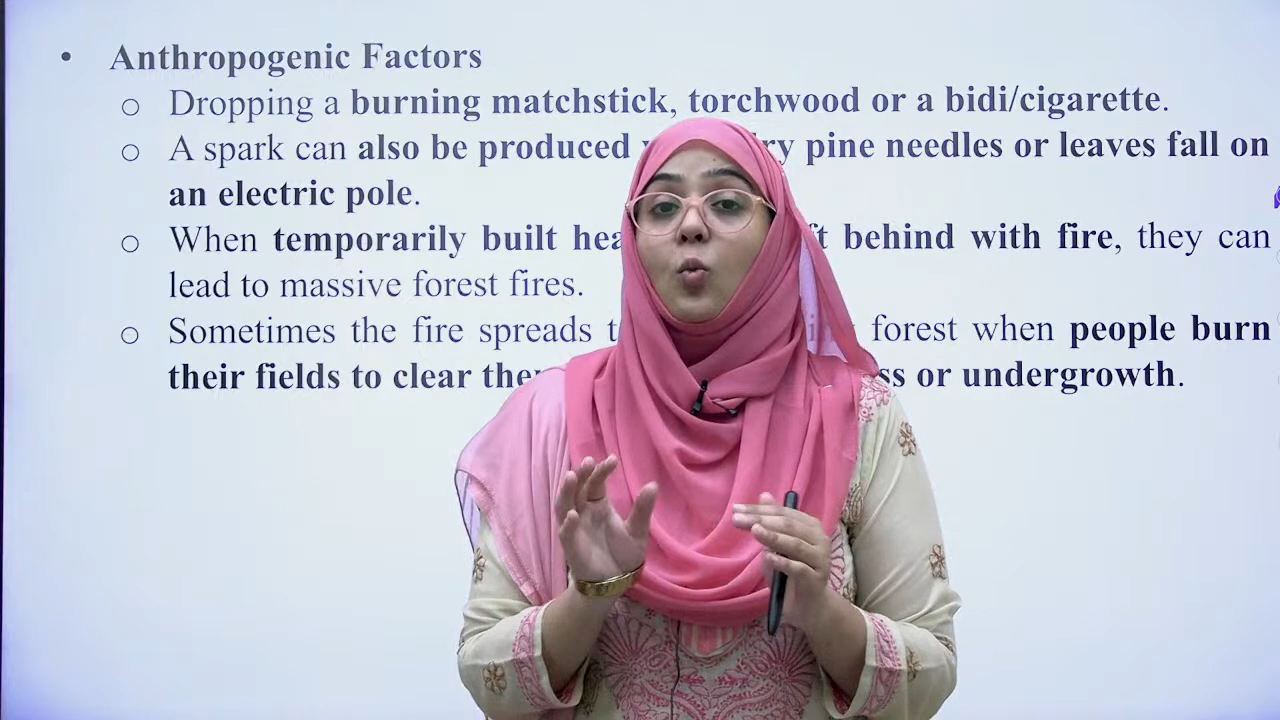 • Anthropogenic Factors
o Dropping a burning matchstick, torchwood or a bidi/cigarette.
o A spark can also be produced pine needles or leaves fall on
an electric pole.
o When temporarily built behind with fire, they can
lead to massive forest fires.
o Sometimes the fire spreads forest when people burn
their fields to clear or undergrowth.